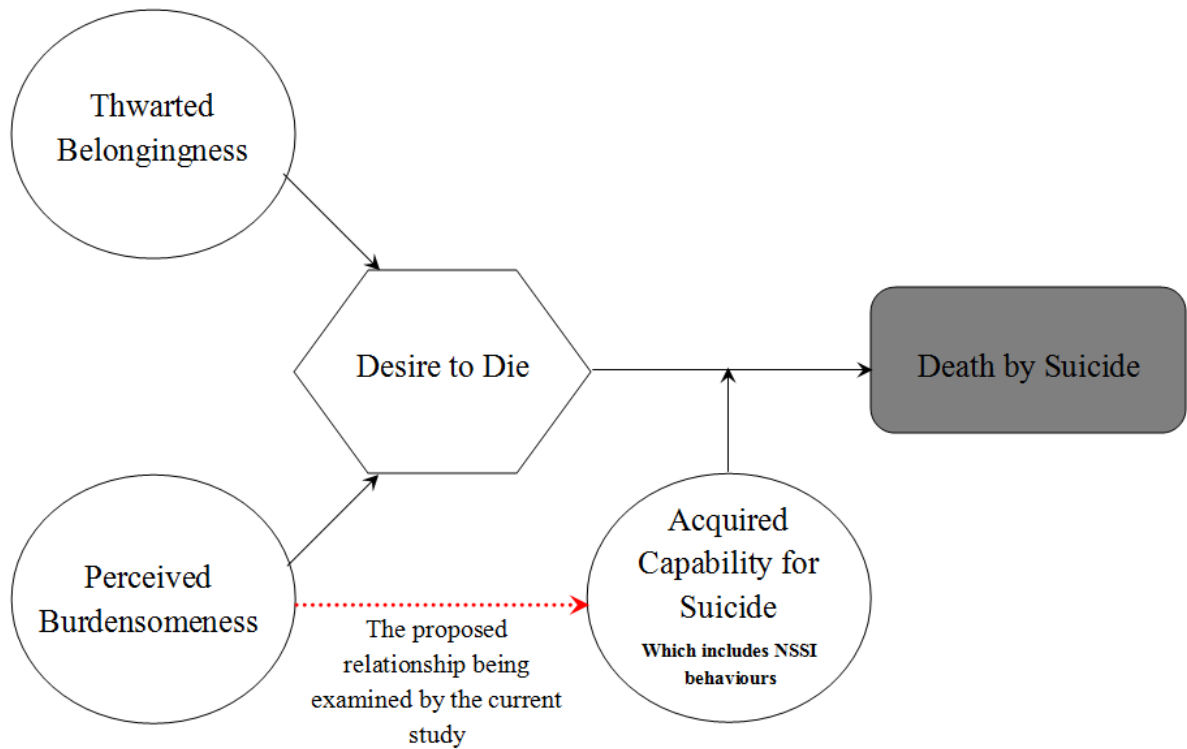 Thwarted
Belongingness
Desire to Die
Death by Suicide
Perceived
Burdensomeness
The proposed
relationship being
examined by the current
study
Acquired
Capability for
Suicide
Which includes NSSI
behaviours